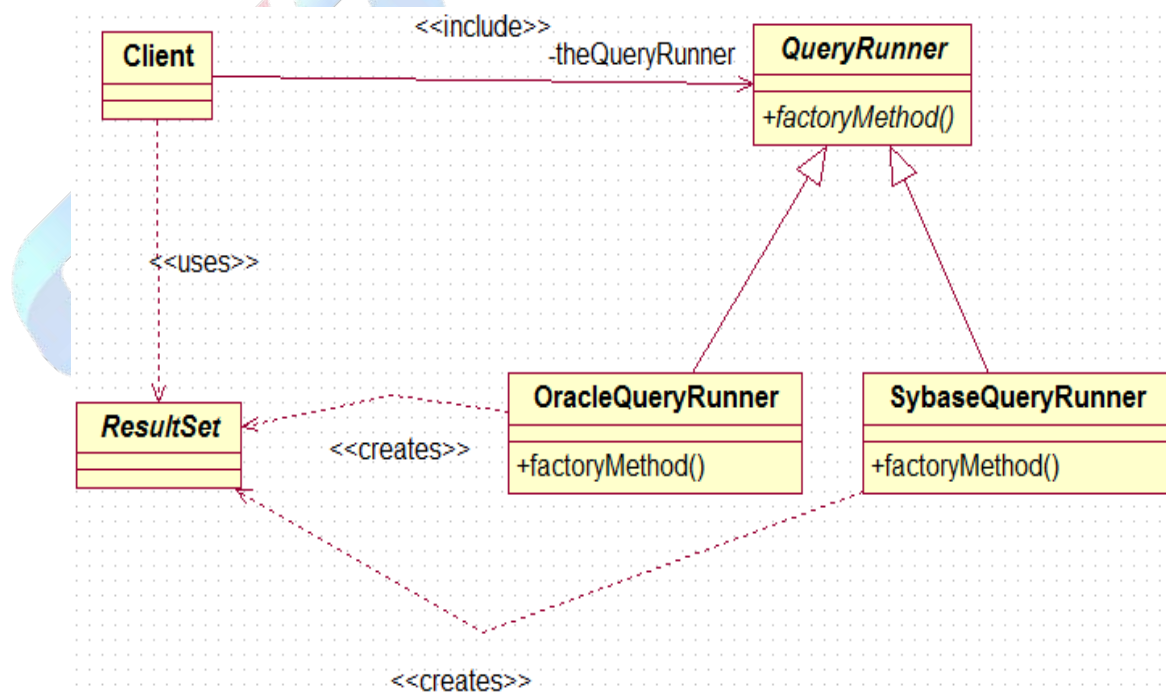 <<include>>
Client
-theQueryRunner
QueryRunner
+factoryMethod()
<<uses>>
ResultSet
<<creates>>
OracleQueryRunner
+factoryMethod()
SybaseQueryRunner
+factoryMethod()
<<creates>>